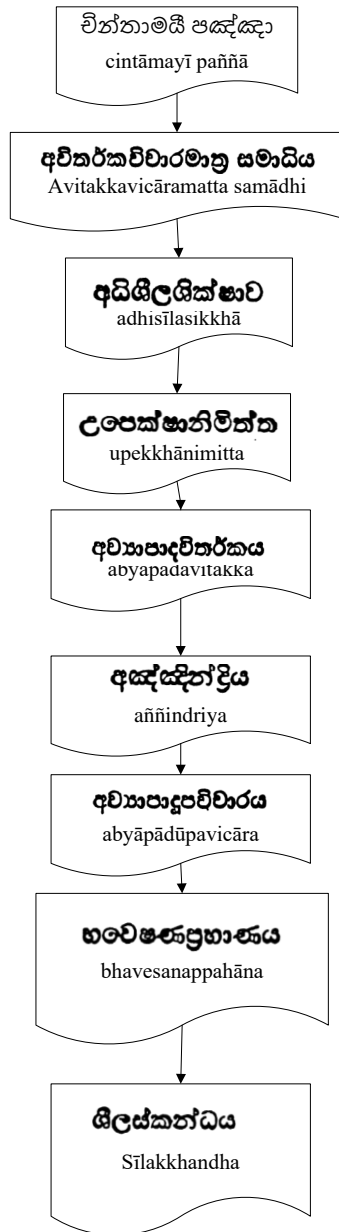 චින්තාමයී පඤ්ඤා
cintāmayī paññā
අවිතර්කවිචාරමාත්‍ර සමාධිය
Avitakkavicāramatta samādhi
අධිශීලශික්ෂාව
adhisīlasikkhā
උපෙක්ෂානිමිත්ත
upekkhānimitta
අව්‍යාපාදවිතර්කය
abyāpadavitakka
අඤ්ඤින්ද්‍රිය
aññindriya
අව්‍යාපාදූපවිචාරය
abyāpādūpavicāra
භවෙෂණප්‍රහාණය
bhavesanappahāna
ශීලස්කන්ධය
Sīlakkhandha